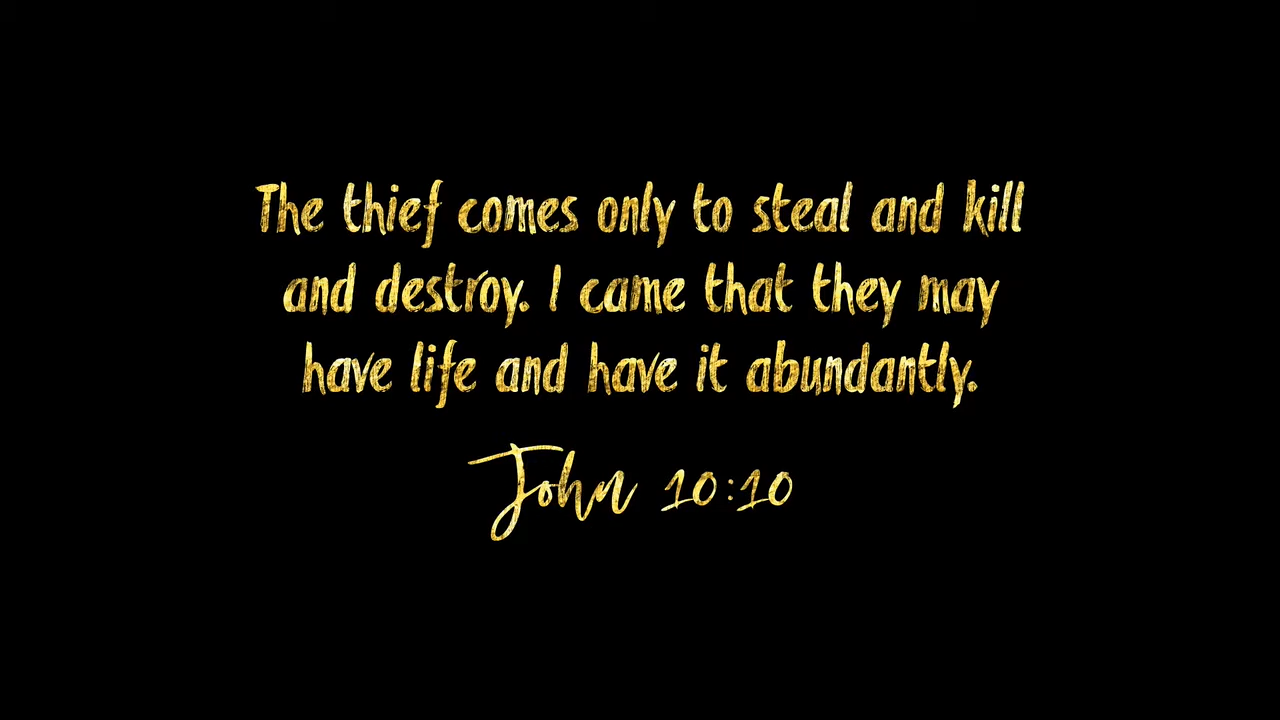 The thief comes only to steal and kill
and destroy. I came that they may
have life and have it abundantly.
John 10:10